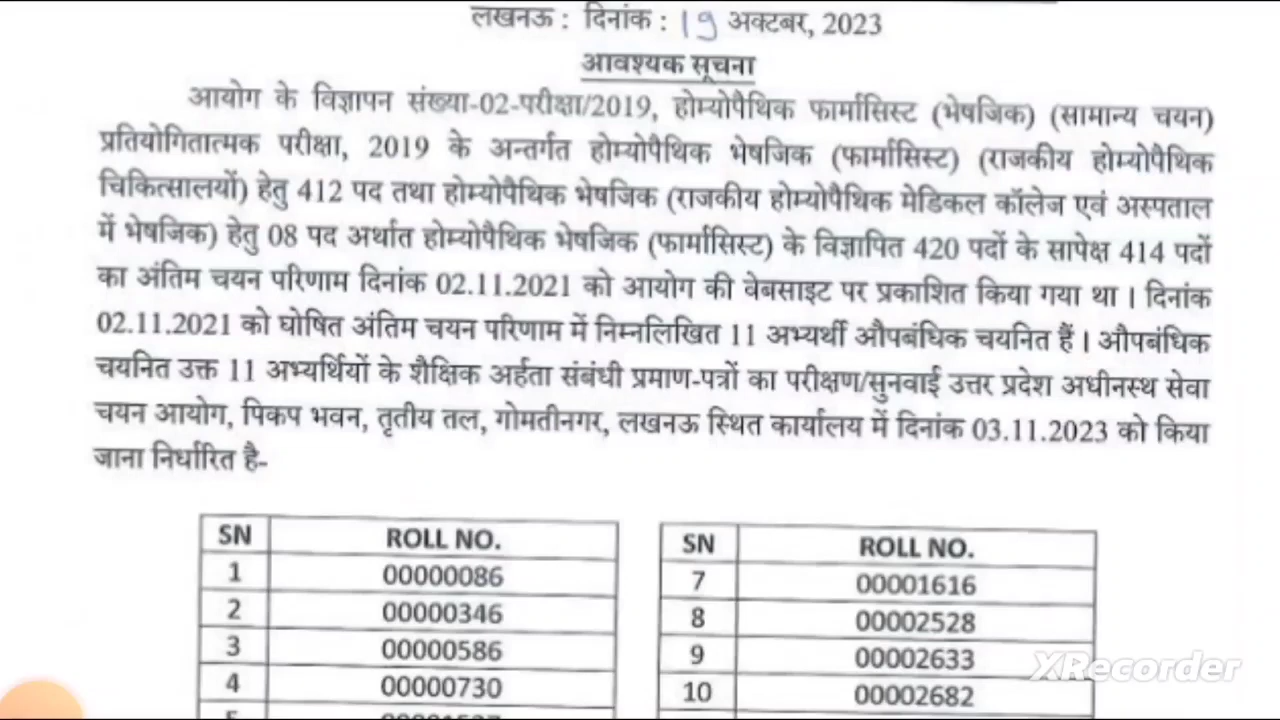 लखनऊ : दिनांक : 19 अक्टबर, 2023
आवश्यक सूचना
आयोग के विज्ञापन संख्या-02-परीक्षा/2019, होम्योपैथिक फार्मासिस्ट (भेषजिक) (सामान्य चयन)
प्रतियोगितात्मक परीक्षा, 2019 के अन्तर्गत होम्योपैथिक भेषजिक (फार्मासिस्ट) (राजकीय होम्योपैथिक
चिकित्सालयों) हेतु 412 पद तथा होम्योपैथिक भेषजिक (राजकीय होम्योपैथिक मेडिकल कॉलेज एवं अस्पताल
में भेषजिक) हेतु 08 पद अर्थात होम्योपैथिक भेषजिक (फार्मासिस्ट) के विज्ञापित 420 पदों के सापेक्ष 414 पदों
का अंतिम चयन परिणाम दिनांक 02.11.2021 को आयोग की वेबसाइट पर प्रकाशित किया गया था । दिनांक
02.11.2021 को घोषित अंतिम चयन परिणाम में निम्नलिखित 11 अभ्यर्थी औपबंधिक चयनित हैं । औपबंधिक
चयनित उक्त 11 अभ्यर्थियों के शैक्षिक अर्हता संबंधी प्रमाण-पत्रों का परीक्षण/सुनवाई उत्तर प्रदेश अधीनस्थ सेवा
चयन आयोग, पिकप भवन, तृतीय तल, गोमतीनगर, लखनऊ स्थित कार्यालय में दिनांक 03.11.2023 को किया
जाना निर्धारित है-
SN ROLL NO.
1 00000086
2 00000346
3 00000586
4 00000730
SN ROLL NO.
7 00001616
8 00002528
9 00002633
10 00002682
XRecorder